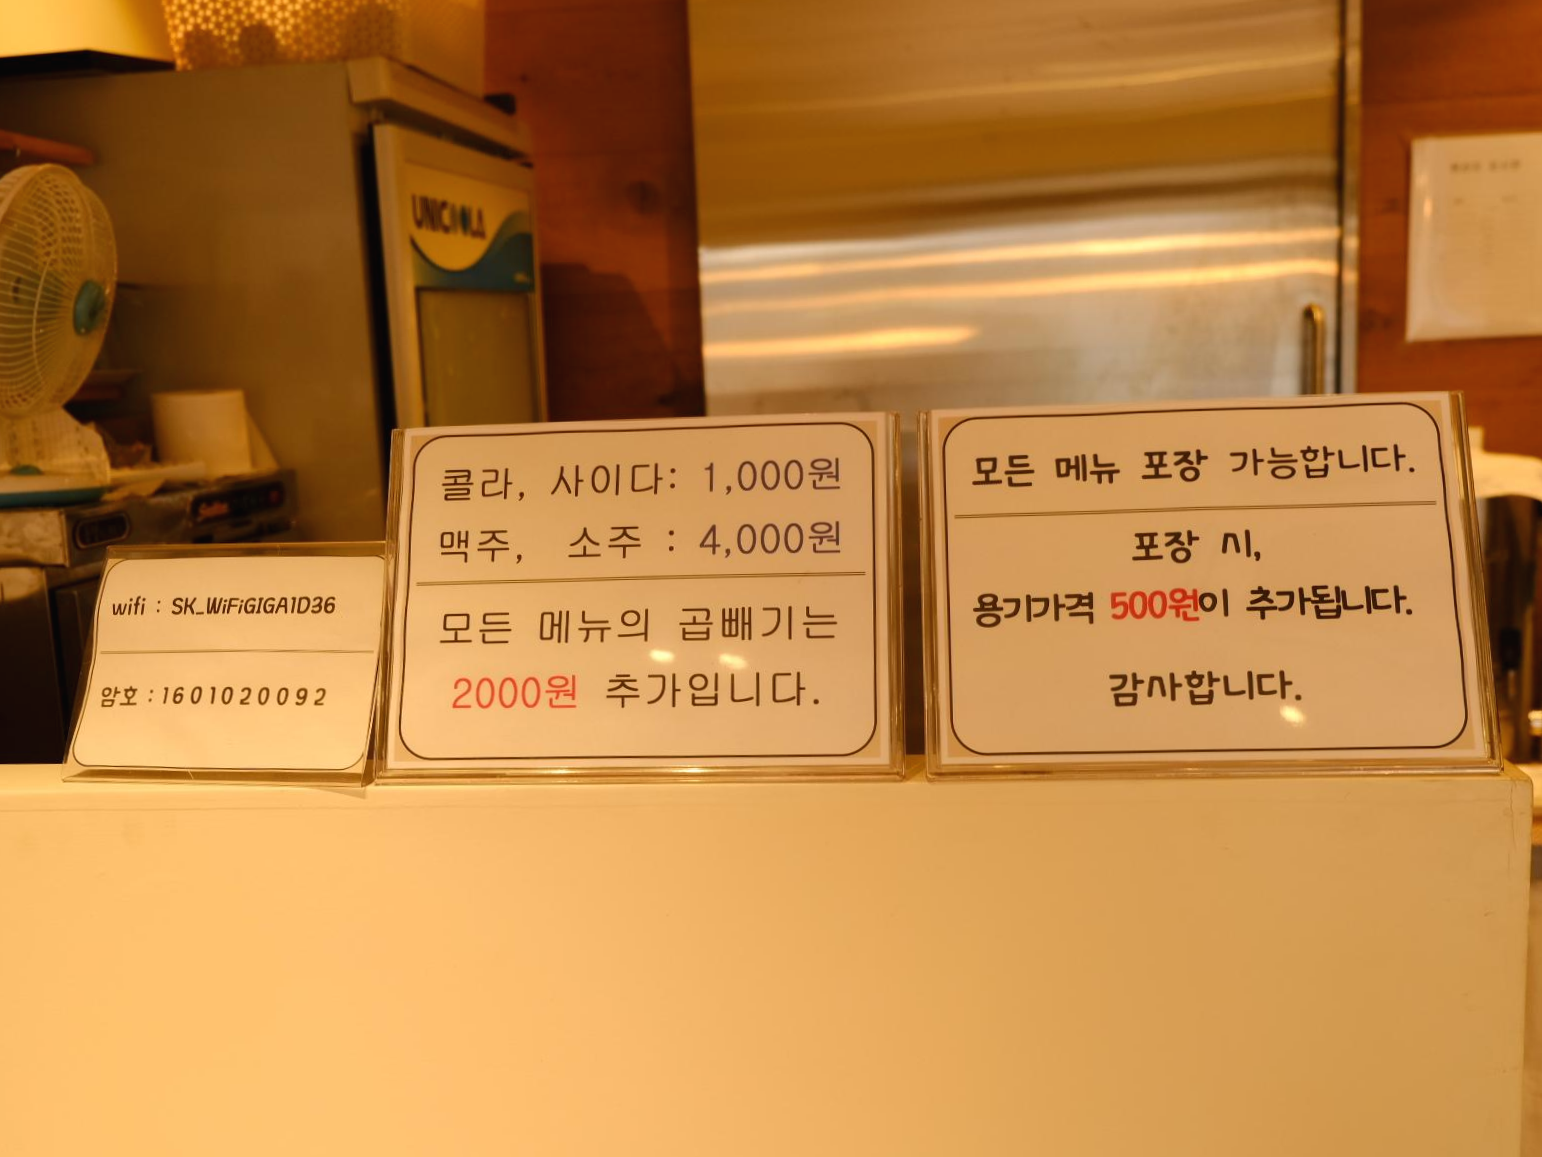 UNICOOLA
wifi : SK_WiFiGIGA1D36
암호 : 1601020092
콜라, 사이다: 1,000원
맥주, 소주 : 4,000원
모든 메뉴의 곱빼기는
2000원 추가입니다.
모든 메뉴 포장 가능합니다.
포장 시,
용기가격 500원이 추가됩니다.
감사합니다.